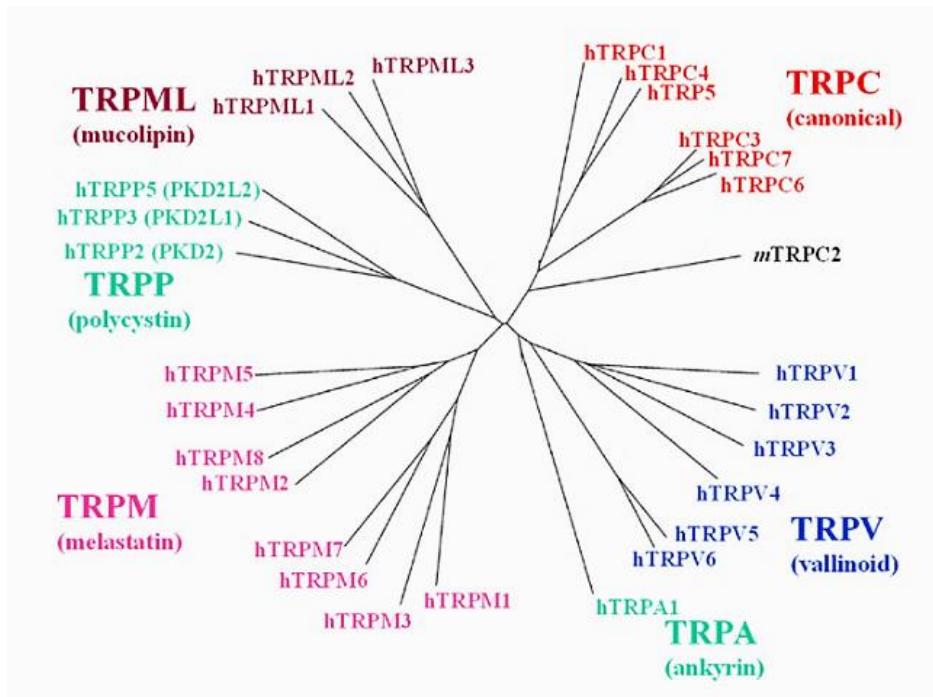 hTRPC1
hTRPML3
hTRPML2
hTRPC4
TRPC
TRPML
hTRP5
hTRPML1
(canonical)
(mucolipin)
hTRPC3
hTRPC7
hTRPP5 (PKD2L2)
hTRPC6
hTRPP3 (PKD2L1)
hTRPP2 (PKD2)
mTRPC2
TRPP
(polycystin)
hTRPM5
hTRPV1
hTRPM4
hTRPV2
hTRPV3
hTRPM8
hTRPM2
hTRPV4
TRPM
(melastatin)
hTRPV5
TRPV
hTRPM7
hTRPV6
(vallinoid)
hTRPM6
hTRPM1
hTRPA1
hTRPM3
TRPA
(ankyrin)